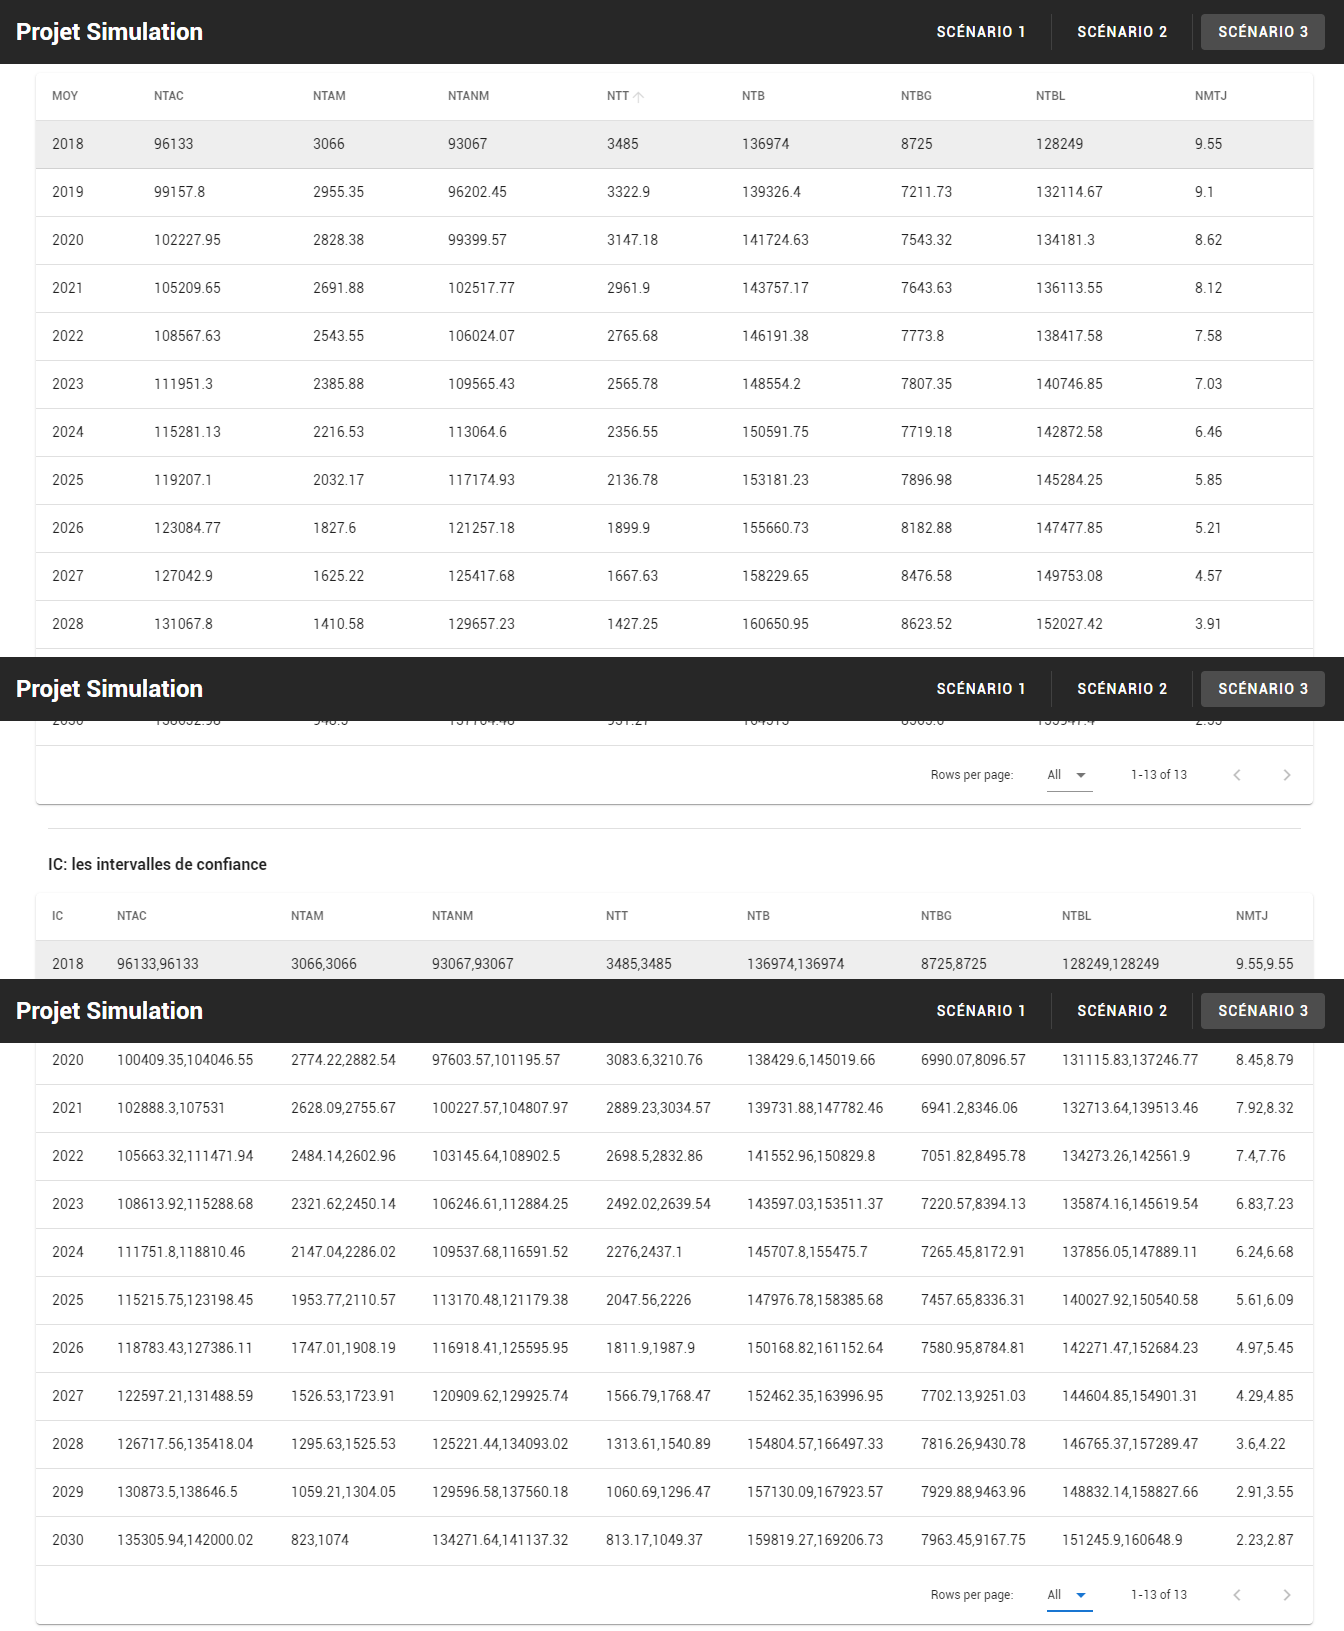 Projet Simulation SCÉNARIO 1 SCÉNARIO 2 SCÉNARIO 3
MOY NTAC NTAM NTANM NTT NTB NTBG NTBL NMTJ
2018 96133 3066 93067 3485 136974 8725 128249 9.55
2019 99157.8 2955.35 96202.45 3322.9 139326.4 7211.73 132114.67 9.1
2020 102227.95 2828.38 99399.57 3147.18 141724.63 7543.32 134181.3 8.62
2021 105209.65 2691.88 102517.77 2961.9 143757.17 7643.63 136113.55 8.12
2022 108567.63 2543.55 106024.07 2765.68 146191.38 7773.8 138417.58 7.58
2023 111951.3 2385.88 109565.43 2565.78 148554.2 7807.35 140746.85 7.03
2024 115281.13 2216.53 113064.6 2356.55 150591.75 7719.18 142872.58 6.46
2025 119207.1 2032.17 117174.93 2136.78 153181.23 7896.98 145284.25 5.85
2026 123084.77 1827.6 121257.18 1899.9 155660.73 8182.88 147477.85 5.21
2027 127042.9 1625.22 125417.68 1667.63 158229.65 8476.58 149753.08 4.57
2028 131067.8 1410.58 129657.23 1427.25 160650.95 8623.52 152027.42 3.91
Projet Simulation SCÉNARIO 1 SCÉNARIO 2 SCÉNARIO 3
Rows per page: All 1-13 of 13
IC: les intervalles de confiance
IC NTAC NTAM NTANM NTT NTB NTBG NTBL NMTJ
2018 96133,96133 3066,3066 93067,93067 3485,3485 136974,136974 8725,8725 128249,128249 9.55,9.55
Projet Simulation SCÉNARIO 1 SCÉNARIO 2 SCÉNARIO 3
2020 100409.35,104046.55 2774.22,2882.54 97603.57,101195.57 3083.6,3210.76 138429.6,145019.66 6990.07,8096.57 131115.83,137246.77 8.45,8.79
2021 102888.3,107531 2628.09,2755.67 100227.57,104807.97 2889.23,3034.57 139731.88,147782.46 6941.2,8346.06 132713.64,139513.46 7.92,8.32
2022 105663.32,111471.94 2484.14,2602.96 103145.64,108902.5 2698.5,2832.86 141552.96,150829.8 7051.82,8495.78 134273.26,142561.9 7.4,7.76
2023 108613.92,115288.68 2321.62,2450.14 106246.61,112884.25 2492.02,2639.54 143597.03,153511.37 7220.57,8394.13 135874.16,145619.54 6.83,7.23
2024 111751.8,118810.46 2147.04,2286.02 109537.68,116591.52 2276,2437.1 145707.8,155475.7 7265.45,8172.91 137856.05,147889.11 6.24,6.68
2025 115215.75,123198.45 1953.77,2110.57 113170.48,121179.38 2047.56,2226 147976.78,158385.68 7457.65,8336.31 140027.92,150540.58 5.61,6.09
2026 118783.43,127386.11 1747.01,1908.19 116918.41,125595.95 1811.9,1987.9 150168.82,161152.64 7580.95,8784.81 142271.47,152684.23 4.97,5.45
2027 122597.21,131488.59 1526.53,1723.91 120909.62,129925.74 1566.79,1768.47 152462.35,163996.95 7702.13,9251.03 144604.85,154901.31 4.29,4.85
2028 126717.56,135418.04 1295.63,1525.53 125221.44,134093.02 1313.61,1540.89 154804.57,166497.33 7816.26,9430.78 146765.37,157289.47 3.6,4.22
2029 130873.5,138646.5 1059.21,1304.05 129596.58,137560.18 1060.69,1296.47 157130.09,167923.57 7929.88,9463.96 148832.14,158827.66 2.91,3.55
2030 135305.94,142000.02 823,1074 134271.64,141137.32 813.17,1049.37 159819.27,169206.73 7963.45,9167.75 151245.9,160648.9 2.23,2.87
Rows per page: All 1-13 of 13